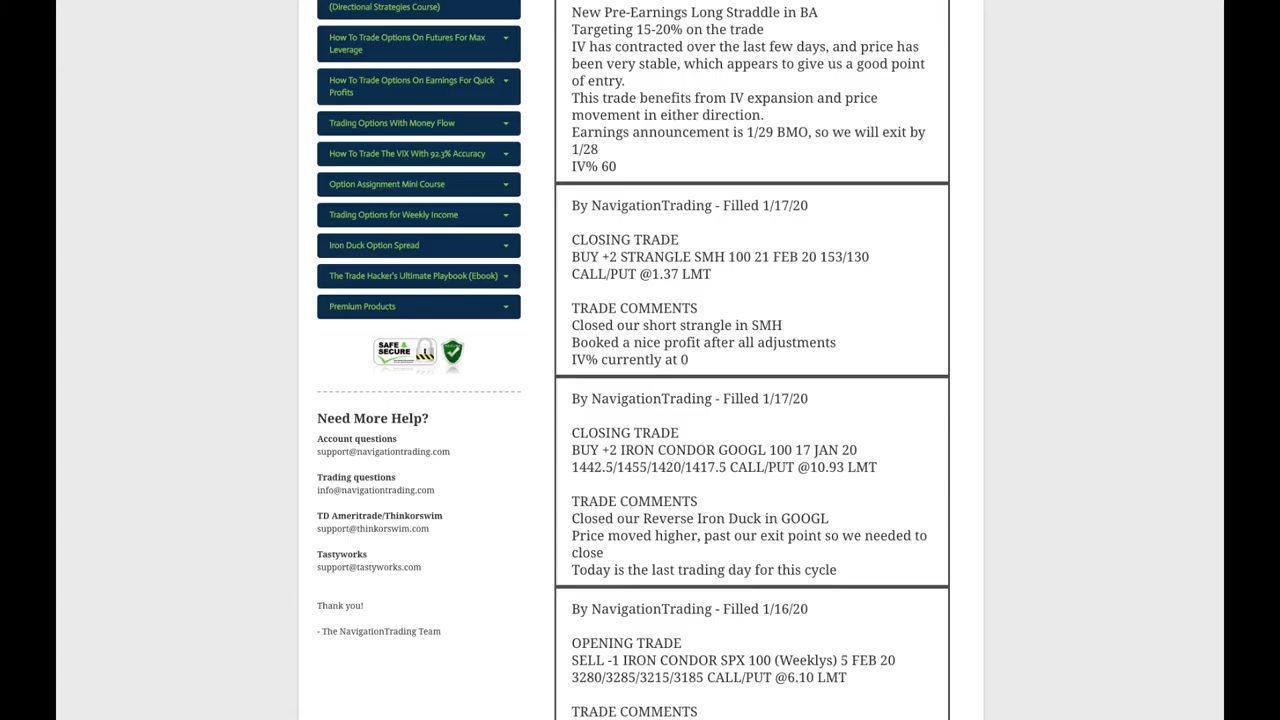 (Directional Strategies Course)
How To Trade Options On Futures For Max
Leverage
How To Trade Options On Earnings For Quick
Profits
Trading Options With Money Flow
How To Trade The VIX With 92.3% Accuracy
Option Assignment Mini Course
Trading Options for Weekly Income
Iron Duck Option Spread
The Trade Hacker's Ultimate Playbook (Ebook)
Premium Products
SAFE &
SECURE
Need More Help?
Account questions
support@navigationtrading.com
Trading questions
info@navigationtrading.com
TD Ameritrade/Thinkorswim
support@thinkorswim.com
Tastyworks
support@tastyworks.com
Thank you!
- The NavigationTrading Team
New Pre-Earnings Long Straddle in BA
Targeting 15-20% on the trade
IV has contracted over the last few days, and price has
been very stable, which appears to give us a good point
of entry.
This trade benefits from IV expansion and price
movement in either direction.
Earnings announcement is 1/29 BMO, so we will exit by
1/28
IV% 60
By NavigationTrading - Filled 1/17/20
CLOSING TRADE
BUY +2 STRANGLE SMH 100 21 FEB 20 153/130
CALL/PUT @1.37 LMT
TRADE COMMENTS
Closed our short strangle in SMH
Booked a nice profit after all adjustments
IV% currently at 0
By NavigationTrading - Filled 1/17/20
CLOSING TRADE
BUY +2 IRON CONDOR GOOGL 100 17 JAN 20
1442.5/1455/1420/1417.5 CALL/PUT @10.93 LMT
TRADE COMMENTS
Closed our Reverse Iron Duck in GOOGL
Price moved higher, past our exit point so we needed to
close
Today is the last trading day for this cycle
By NavigationTrading - Filled 1/16/20
OPENING TRADE
SELL -1 IRON CONDOR SPX 100 (Weeklys) 5 FEB 20
3280/3285/3215/3185 CALL/PUT @6.10 LMT
TRADE COMMENTS